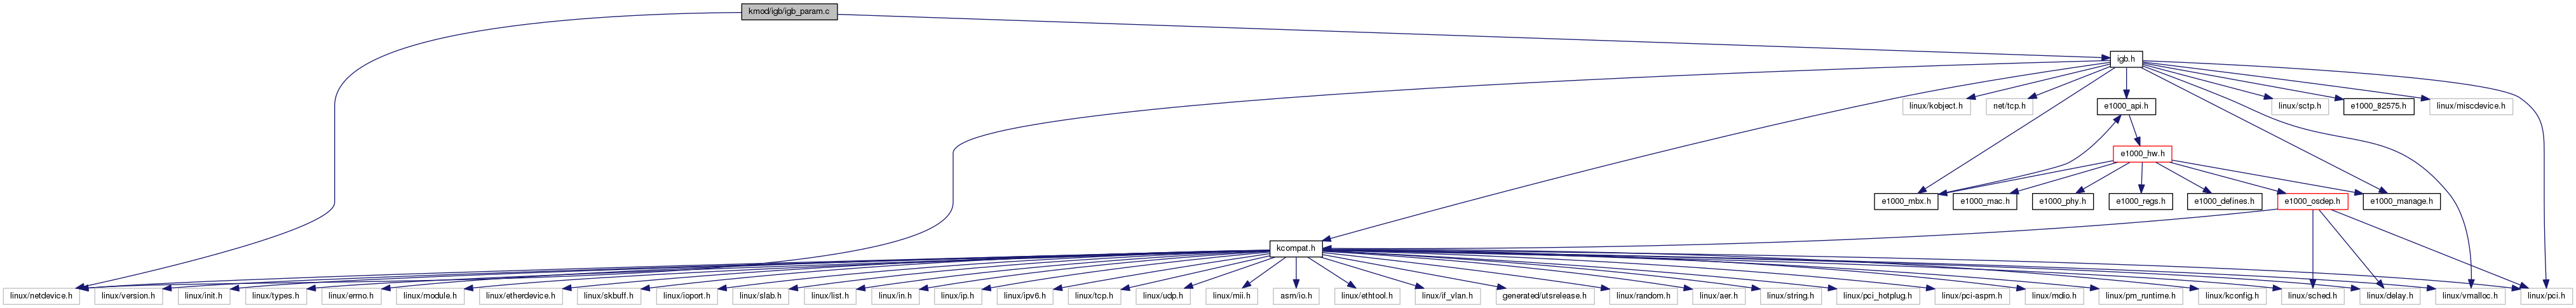 kmod/igb/igb_param.c
igb.h
linux/kobject.h
net/tcp.h
e1000_api.h
linux/sctp.h
e1000_82575.h
linux/miscdevice.h
e1000_hw.h
e1000_mbx.h
e1000_mac.h
e1000_phy.h
e1000_regs.h
e1000_defines.h
e1000_osdep.h
e1000_manage.h
kcompat.h
linux/netdevice.h
linux/version.h
linux/init.h
linux/types.h
linux/errno.h
linux/module.h
linux/etherdevice.h
linux/skbuff.h
linux/ioport.h
linux/slab.h
linux/list.h
linux/in.h
linux/ip.h
linux/ipv6.h
linux/tcp.h
linux/udp.h
linux/mii.h
asm/io.h
linux/ethtool.h
linux/if_vlan.h
generated/utsrelease.h
linux/random.h
linux/aer.h
linux/string.h
linux/pci_hotplug.h
linux/pci-aspm.h
linux/mdio.h
linux/pm_runtime.h
linux/kconfig.h
linux/sched.h
linux/delay.h
linux/vmalloc.h
linux/pci.h